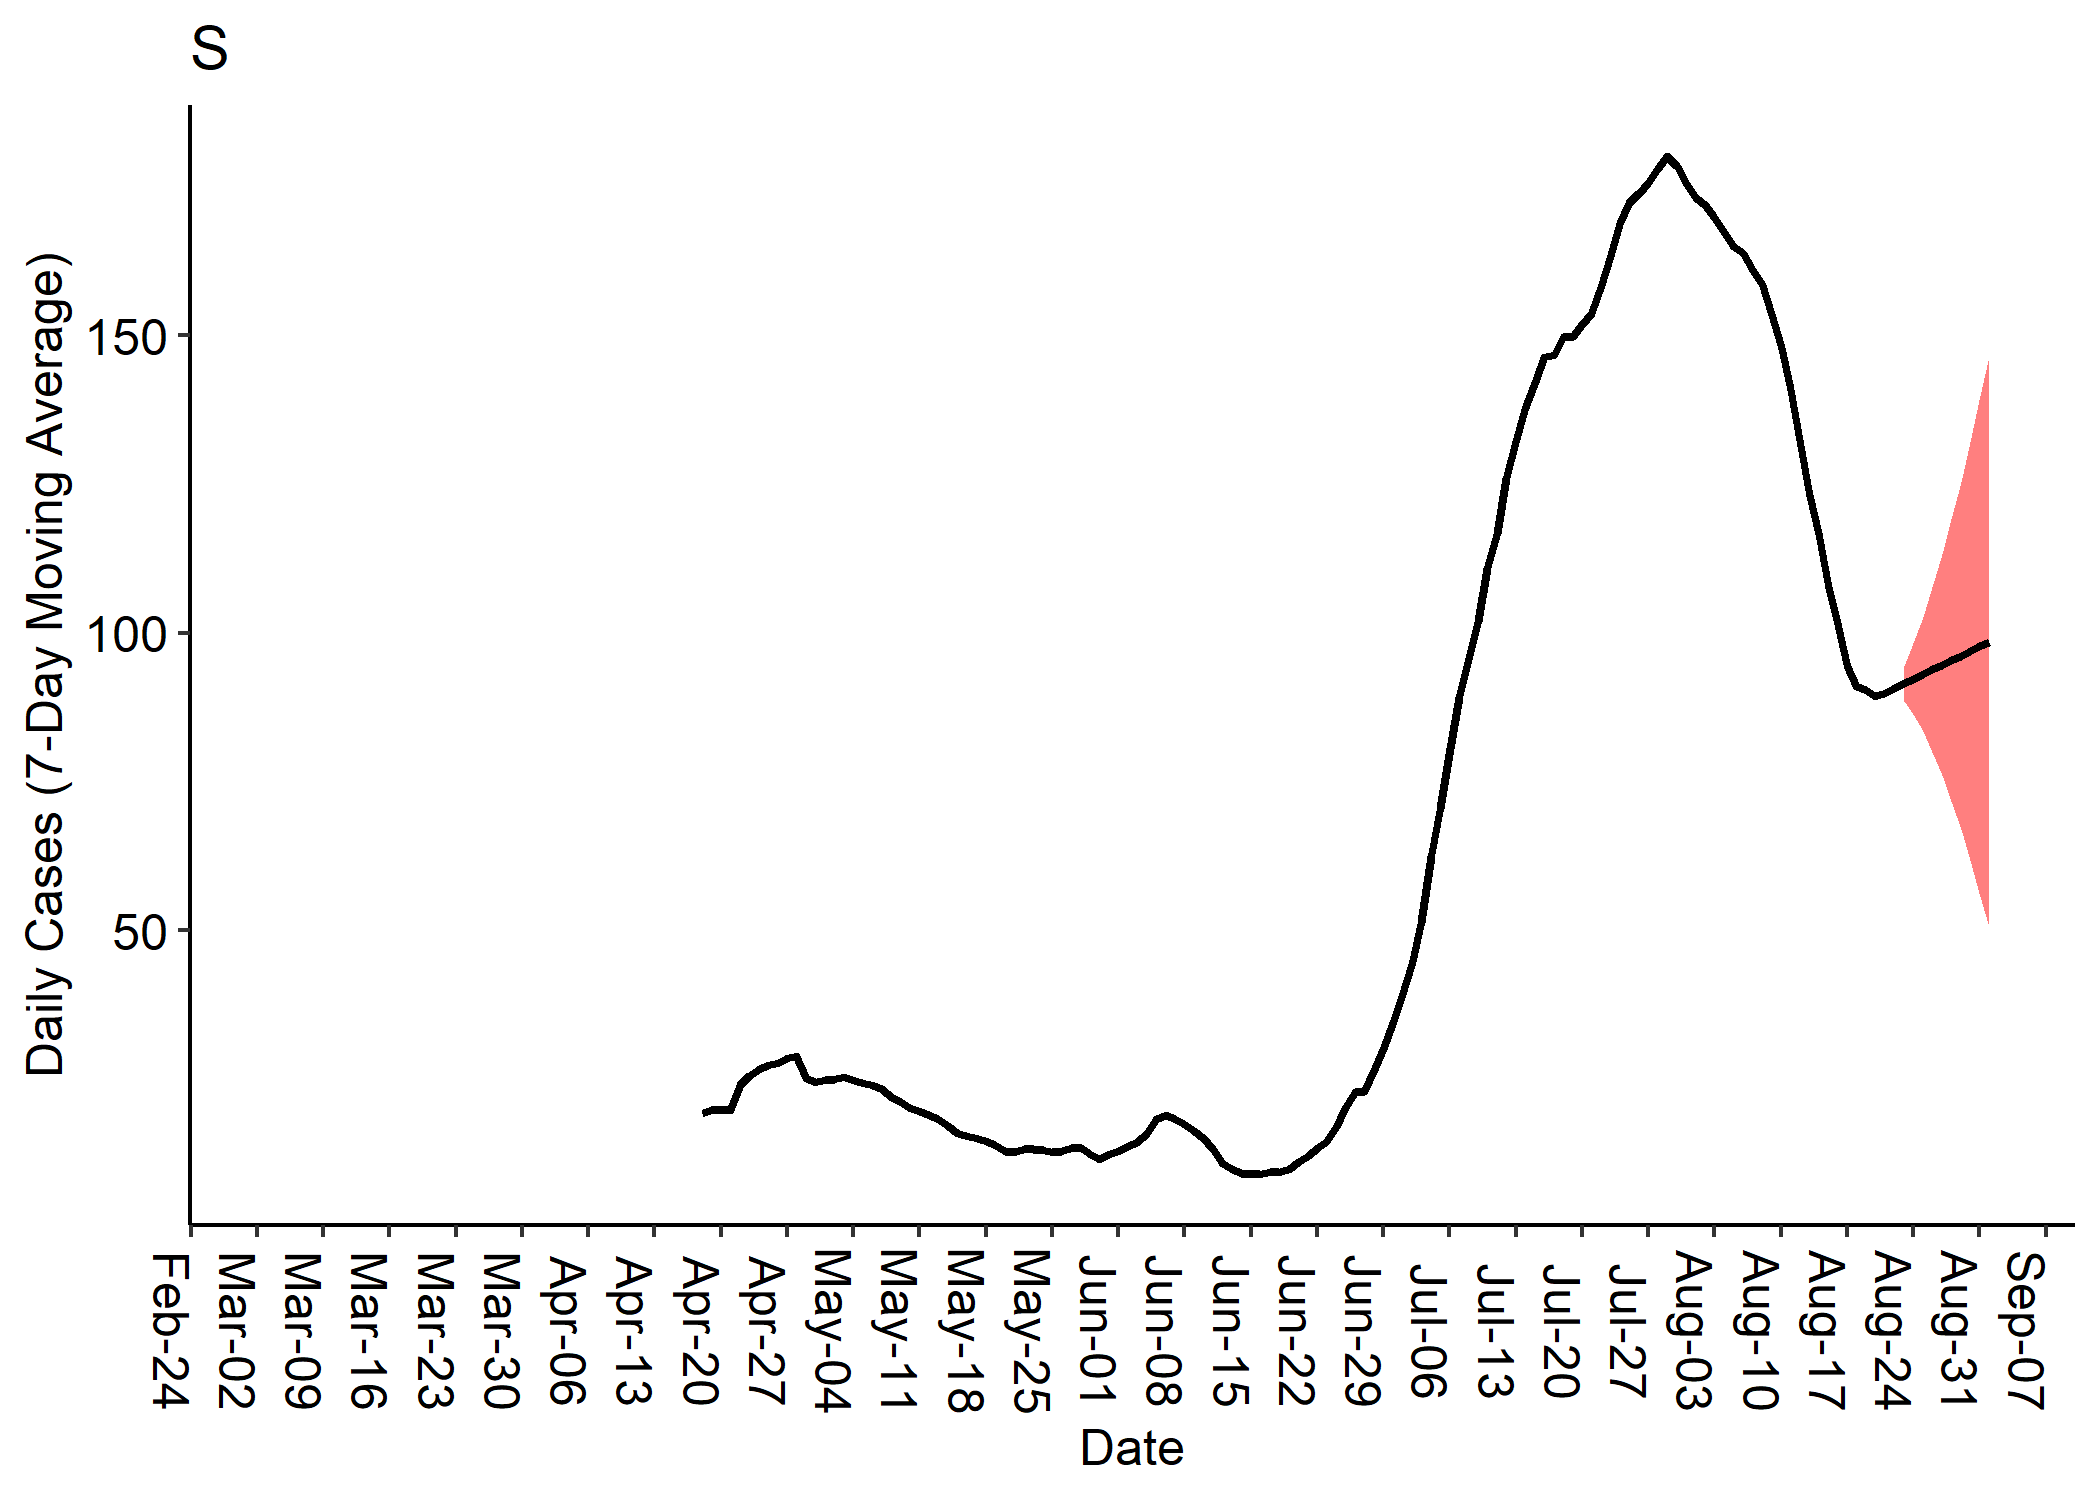 S
Daily Cases (7-Day Moving Average)
150
100
50
Feb-24
Mar-02
Mar-09
Mar-16
Mar-23
Mar-30
Apr-06
Apr-13
Apr-20
Apr-27
May-04
May-11
May-18
May-25
Jun-01
Jun-08
Jun-15
Jun-22
Jun-29
Jul-06
Jul-13
Jul-20
Jul-27
Aug-03
Aug-10
Aug-17
Aug-24
Aug-31
Sep-07
Date